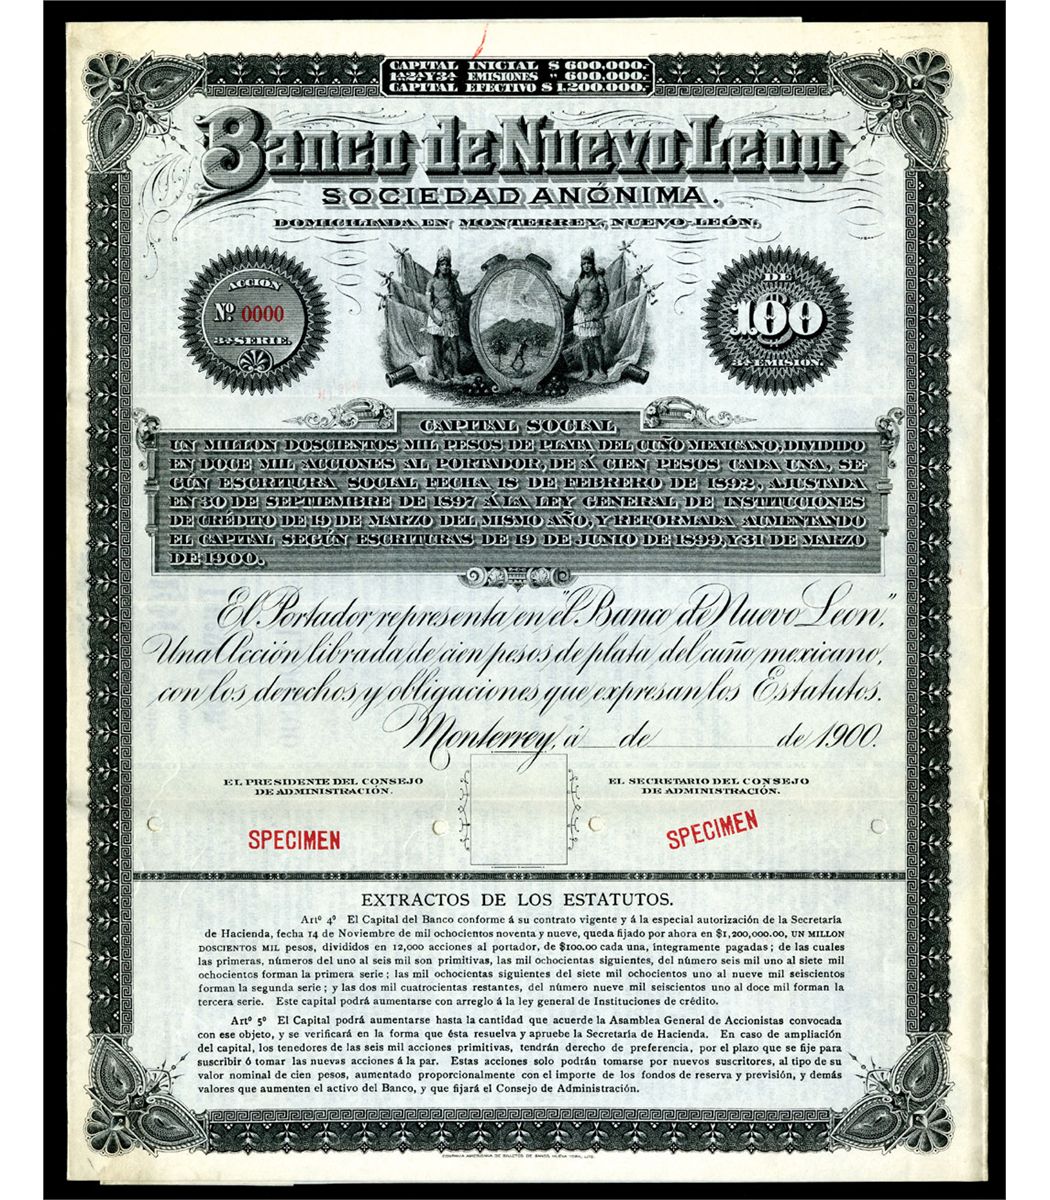 CAPITAL INICIAL $ 600,000.-
1ª 2ª Y 3ª EMISIONES " 600,000.-
CAPITAL EFECTIVO $ 1,200,000.-
Banco de Nuevo Leon
SOCIEDAD ANÓNIMA.
DOMICILIADA EN MONTERREY, NUEVO-LEÓN.
ACCION
Nº 0000
3ª SERIE.
DE
100
3ª EMISION.
CAPITAL SOCIAL
UN MILLON DOSCIENTOS MIL PESOS DE PLATA DEL CUÑO MEXICANO, DIVIDIDO
EN DOCE MIL ACCIONES AL PORTADOR, DE Á CIEN PESOS CADA UNA, SE-
GÚN ESCRITURA SOCIAL FECHA 18 DE FEBRERO DE 1892, AJUSTADA
EN 30 DE SEPTIEMBRE DE 1897 Á LA LEY GENERAL DE INSTITUCIONES
DE CRÉDITO DE 19 DE MARZO DEL MISMO AÑO, Y REFORMADA AUMENTANDO
EL CAPITAL SEGÚN ESCRITURAS DE 19 DE JUNIO DE 1899, Y 31 DE MARZO
DE 1900.
El Portador representa en "el Banco de Nuevo Leon",
Una Acción librada de cien pesos de plata del cuño mexicano,
con los derechos y obligaciones que expresan los Estatutos.
Monterrey, á de de 1900.
EL PRESIDENTE DEL CONSEJO
DE ADMINISTRACIÓN.
EL SECRETARIO DEL CONSEJO
DE ADMINISTRACIÓN.
SPECIMEN
SPECIMEN
EXTRACTOS DE LOS ESTATUTOS.
Artº 4º El Capital del Banco conforme á su contrato vigente y á la especial autorización de la Secretaría
de Hacienda, fecha 14 de Noviembre de mil ochocientos noventa y nueve, queda fijado por ahora en $1,200,000.00, UN MILLON
DOSCIENTOS MIL pesos, divididos en 12,000 acciones al portador, de $100.00 cada una, íntegramente pagadas; de las cuales
las primeras, números del uno al seis mil son primitivas, las mil ochocientas siguientes, del número seis mil uno al siete mil
ochocientos forman la primera serie; las mil ochocientas siguientes del siete mil ochocientos uno al nueve mil seiscientos
forman la segunda serie; y las dos mil cuatrocientas restantes, del número nueve mil seiscientos uno al doce mil forman la
tercera serie. Este capital podrá aumentarse con arreglo á la ley general de Instituciones de crédito.
Artº 5º El Capital podrá aumentarse hasta la cantidad que acuerde la Asamblea General de Accionistas convocada
con ese objeto, y se verificará en la forma que ésta resuelva y apruebe la Secretaría de Hacienda. En caso de ampliación
del capital, los tenedores de las seis mil acciones primitivas, tendrán derecho de preferencia, por el plazo que se fije para
suscribir ó tomar las nuevas acciones á la par. Estas acciones solo podrán tomarse por nuevos suscritores, al tipo de su
valor nominal de cien pesos, aumentado proporcionalmente con el importe de los fondos de reserva y previsión, y demás
valores que aumenten el activo del Banco, y que fijará el Consejo de Administración.
COMPAÑIA AMERICANA DE BILLETES DE BANCO, NUEVA YORK, LITO.